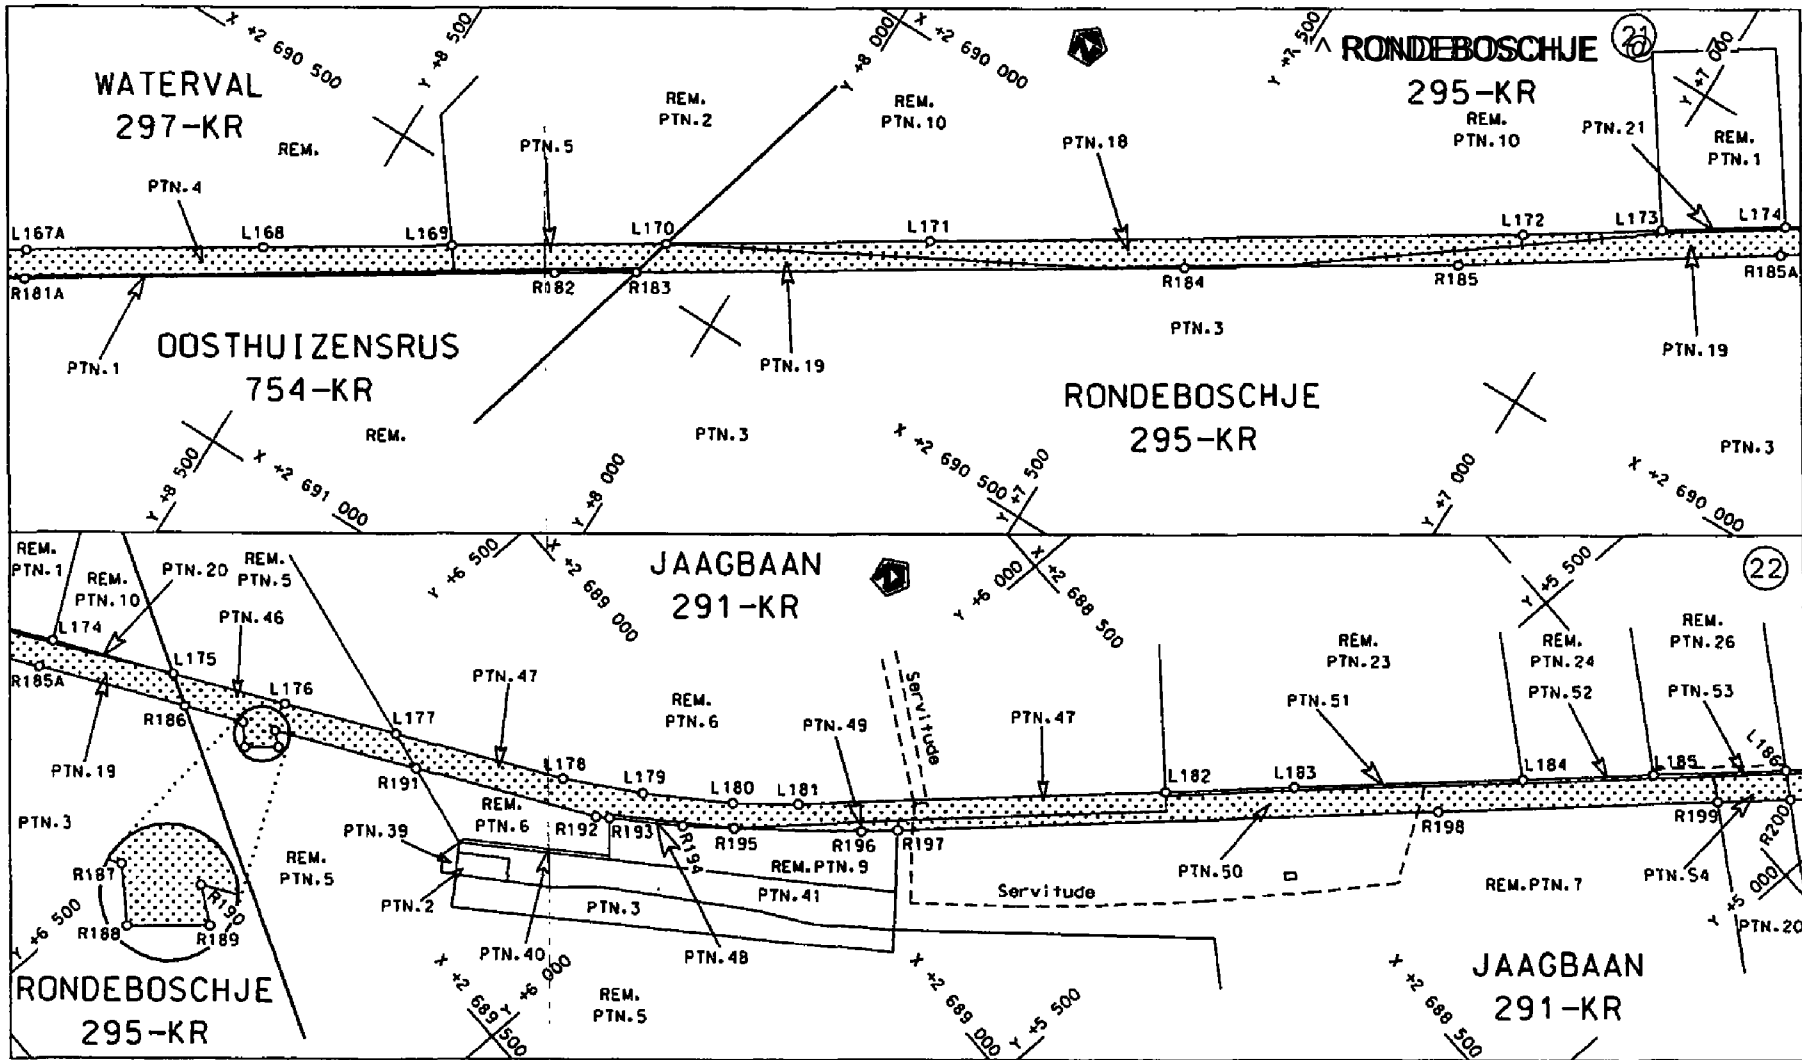 X +2 690 500
Y +8 500
Y +8 000
X +2 690 000
Y +7 500
RONDEBOSCHJE
295-KR
21
Y +7 000
WATERVAL
297-KR
REM.
REM.
PTN.2
REM.
PTN.10
REM.
PTN.10
PTN.21
REM.
PTN.1
PTN.4
PTN.5
PTN.18
L167A
L168
L169
L170
L171
L172
L173
L174
R181A
R182
R183
R184
R185
R185A
PTN.1
OOSTHUIZENSRUS
754-KR
REM.
PTN.19
PTN.3
PTN.19
PTN.3
RONDEBOSCHJE
295-KR
PTN.3
Y +8 500
X +2 691 000
Y +8 000
X +2 690 500
Y +7 500
Y +7 000
X +2 690 000
REM.
PTN.1
REM.
PTN.10
PTN.20
REM.
PTN.5
PTN.46
Y +6 500
X +2 689 000
JAAGBAAN
291-KR
Y +6 000
X +2 688 500
Y +5 500
22
L174
L175
L176
L177
L178
L179
L180
L181
L182
L183
L184
L185
L186
PTN.47
REM.
PTN.6
PTN.49
Servitude
PTN.47
REM.
PTN.23
PTN.51
REM.
PTN.24
PTN.52
REM.
PTN.26
PTN.53
R185A
R186
R191
R192
R193
R194
R195
R196
R197
R198
R199
R200
PTN.19
PTN.3
REM.
PTN.5
REM.
PTN.6
PTN.39
PTN.2
PTN.40
PTN.3
PTN.48
PTN.41
REM.PTN.9
Servitude
PTN.50
REM.PTN.7
PTN.54
PTN.20
R187
R188
R189
R190
Y +6 500
RONDEBOSCHJE
295-KR
X +2 689 500
Y +6 000
REM.
PTN.5
X +2 689 000
Y +5 500
X +2 688 500
Y +5 000
JAAGBAAN
291-KR